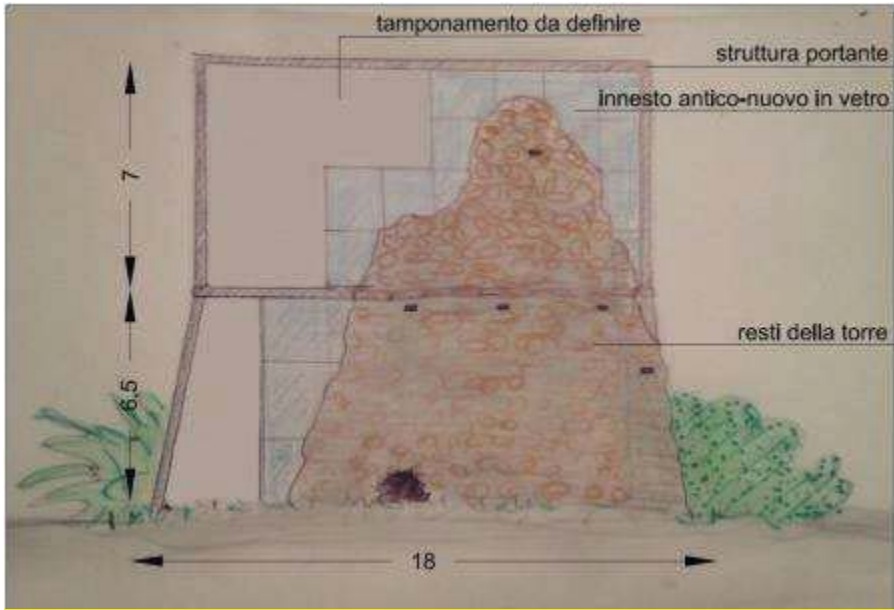 tamponamento da definire
struttura portante
innesto antico-nuovo in vetro
7
resti della torre
6.5
18